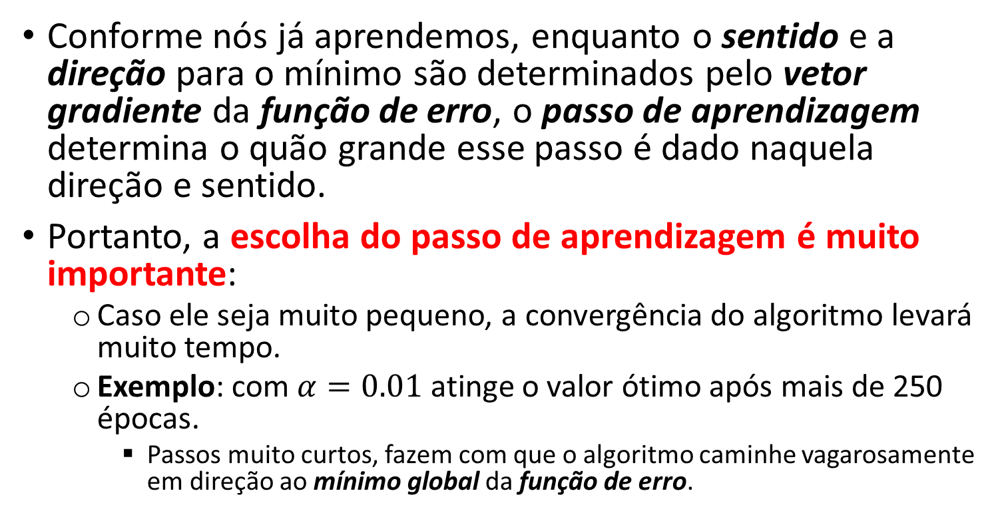 • Conforme nós já aprendemos, enquanto o sentido e a
direção para o mínimo são determinados pelo vetor
gradiente da função de erro, o passo de aprendizagem
determina o quão grande esse passo é dado naquela
direção e sentido.
• Portanto, a escolha do passo de aprendizagem é muito
importante:
o Caso ele seja muito pequeno, a convergência do algoritmo levará
muito tempo.
o Exemplo: com α = 0.01 atinge o valor ótimo após mais de 250
épocas.
▪ Passos muito curtos, fazem com que o algoritmo caminhe vagarosamente
em direção ao mínimo global da função de erro.